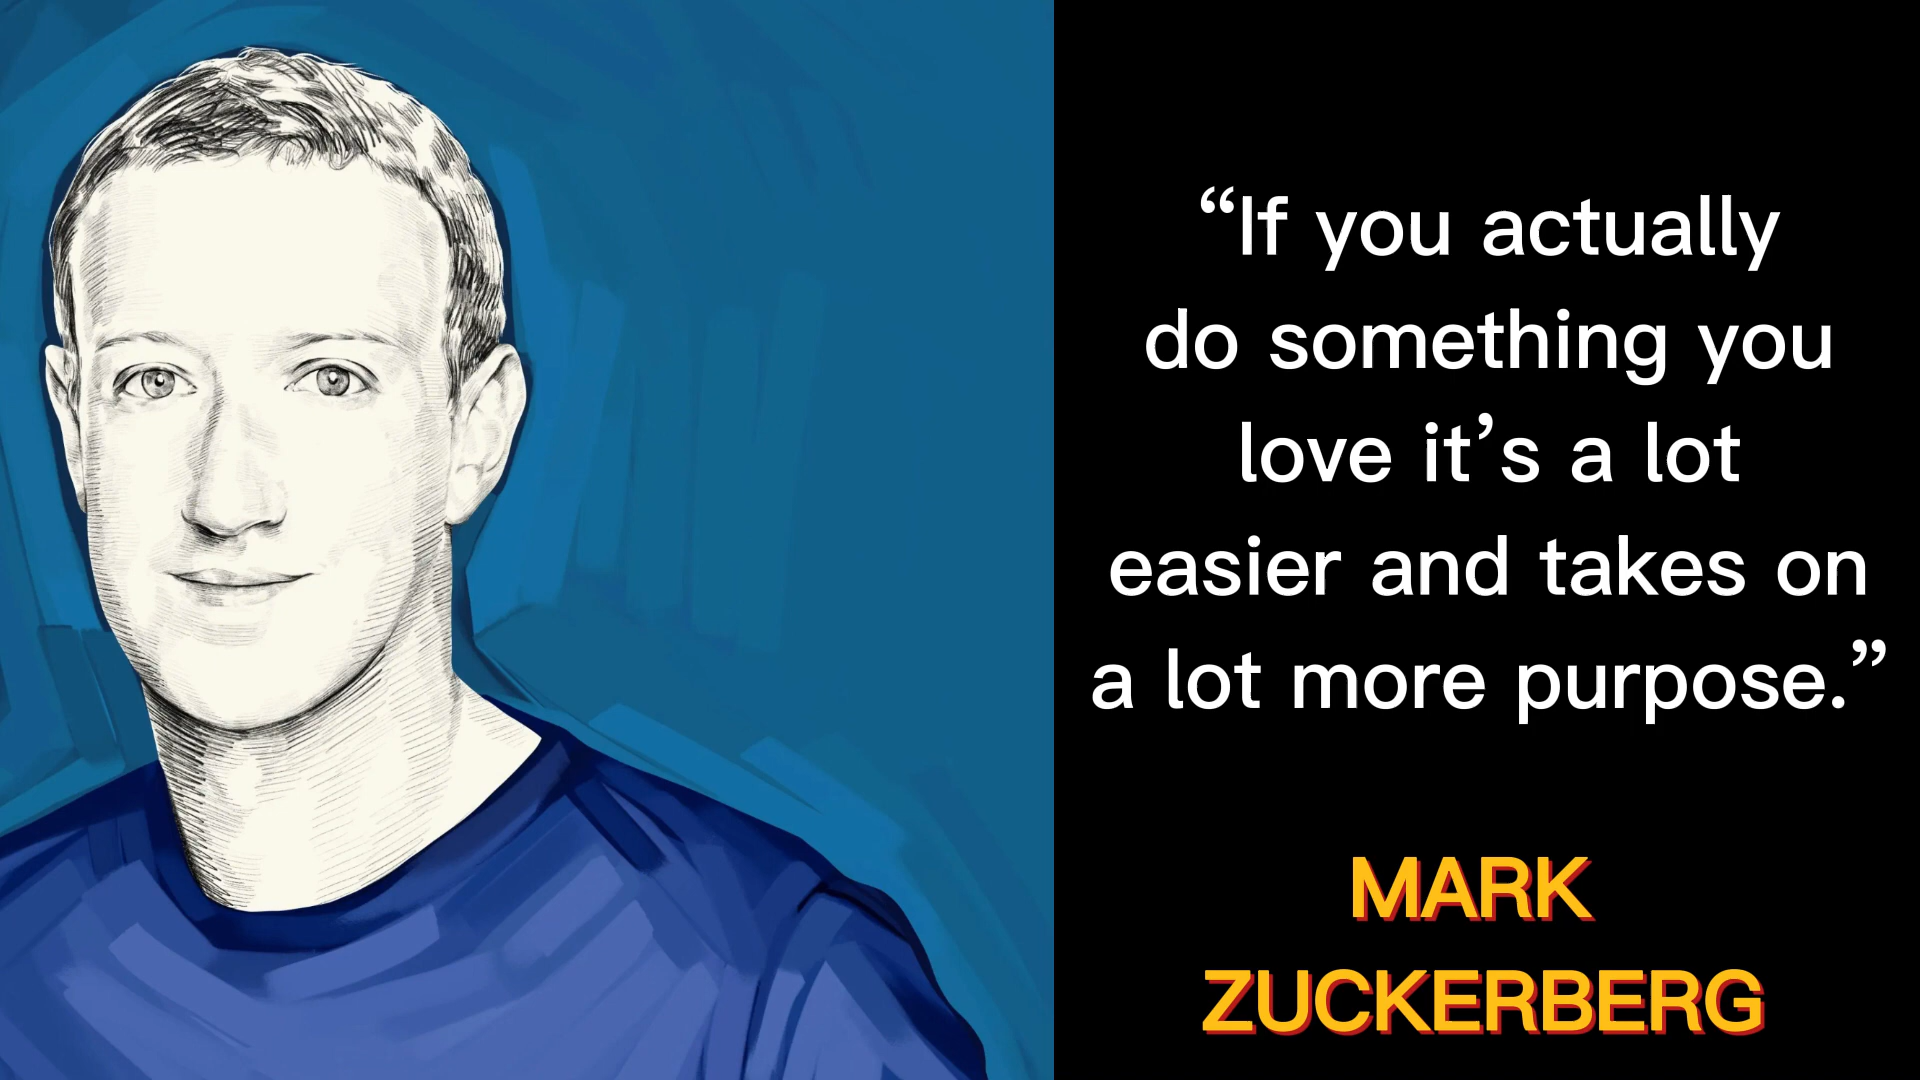 “If you actually
do something you
love it’s a lot
easier and takes on
a lot more purpose.”
MARK
ZUCKERBERG